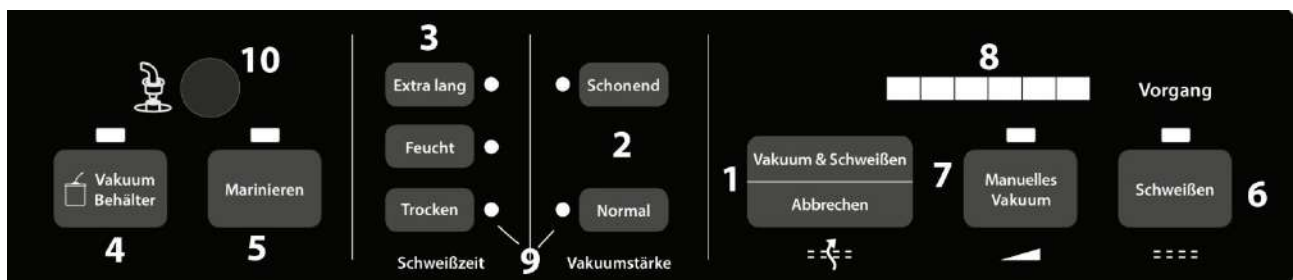 10
4
Vakuum
Behälter
5
Marinieren
3
Extra lang
Feucht
Trocken
Schweißzeit
9
Schonend
2
Normal
Vakuumstärke
1
Vakuum & Schweißen
Abbrechen
8
Vorgang
7
Manuelles
Vakuum
Schweißen
6